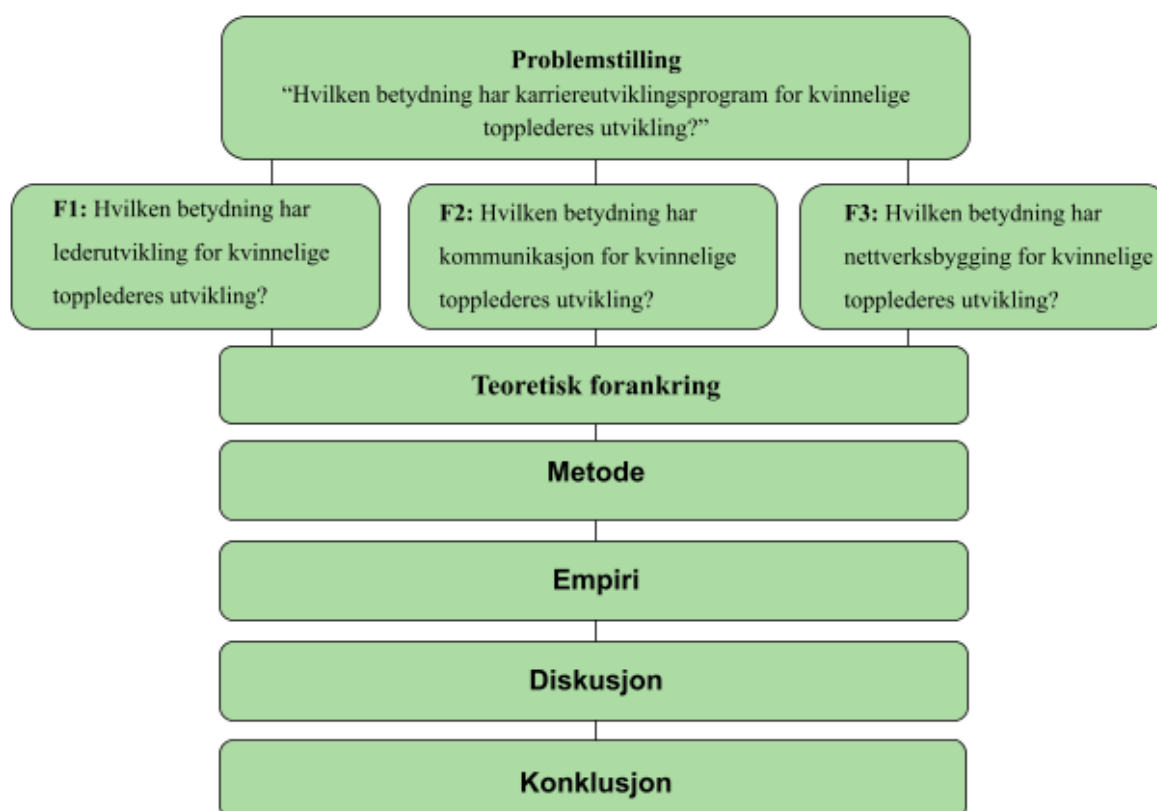 Problemstilling
“Hvilken betydning har karriereutviklingsprogram for kvinnelige
topplederes utvikling?”
F1: Hvilken betydning har
lederutvikling for kvinnelige
topplederes utvikling?
F2: Hvilken betydning har
kommunikasjon for kvinnelige
topplederes utvikling?
F3: Hvilken betydning har
nettverksbygging for kvinnelige
topplederes utvikling?
Teoretisk forankring
Metode
Empiri
Diskusjon
Konklusjon